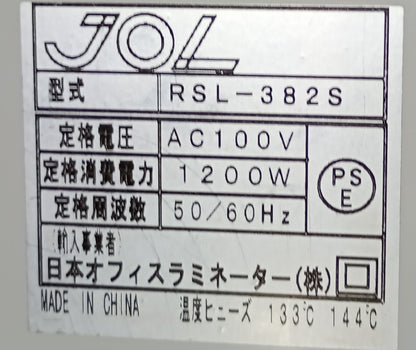 JOL
型式 RSL-382S
定格電圧 AC100V
定格消費電力 1200W
定格周波数 50/60Hz
PS
E
(輸入事業者)
日本オフィスラミネーター(株)
MADE IN CHINA 温度ヒューズ 133℃ 144℃